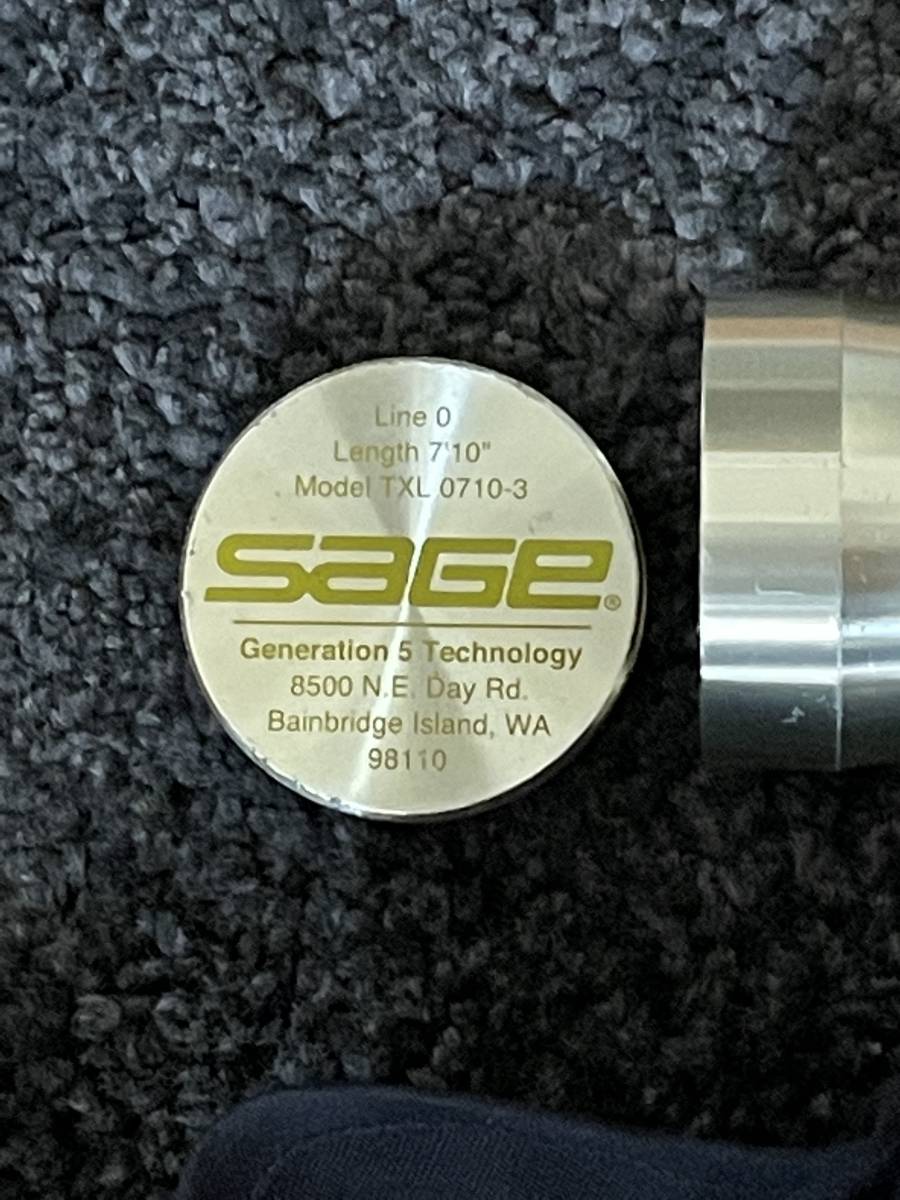 Line 0
Length 7'10"
Model TXL 0710-3
SAGE®
Generation 5 Technology
8500 N.E. Day Rd.
Bainbridge Island, WA
98110